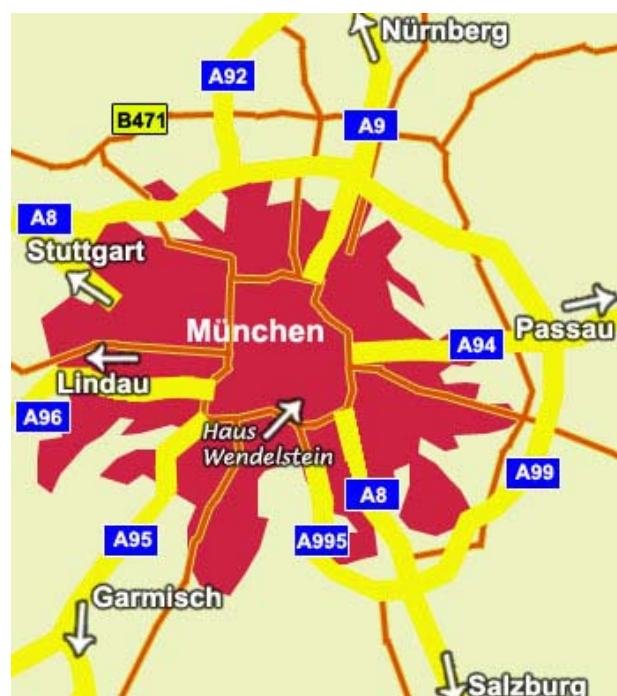 Nürnberg
A92
B471
A9
A8
Stuttgart
Passau
München
A94
Lindau
A96
Haus
Wendelstein
A99
A8
A95
A995
Garmisch
Salzburg